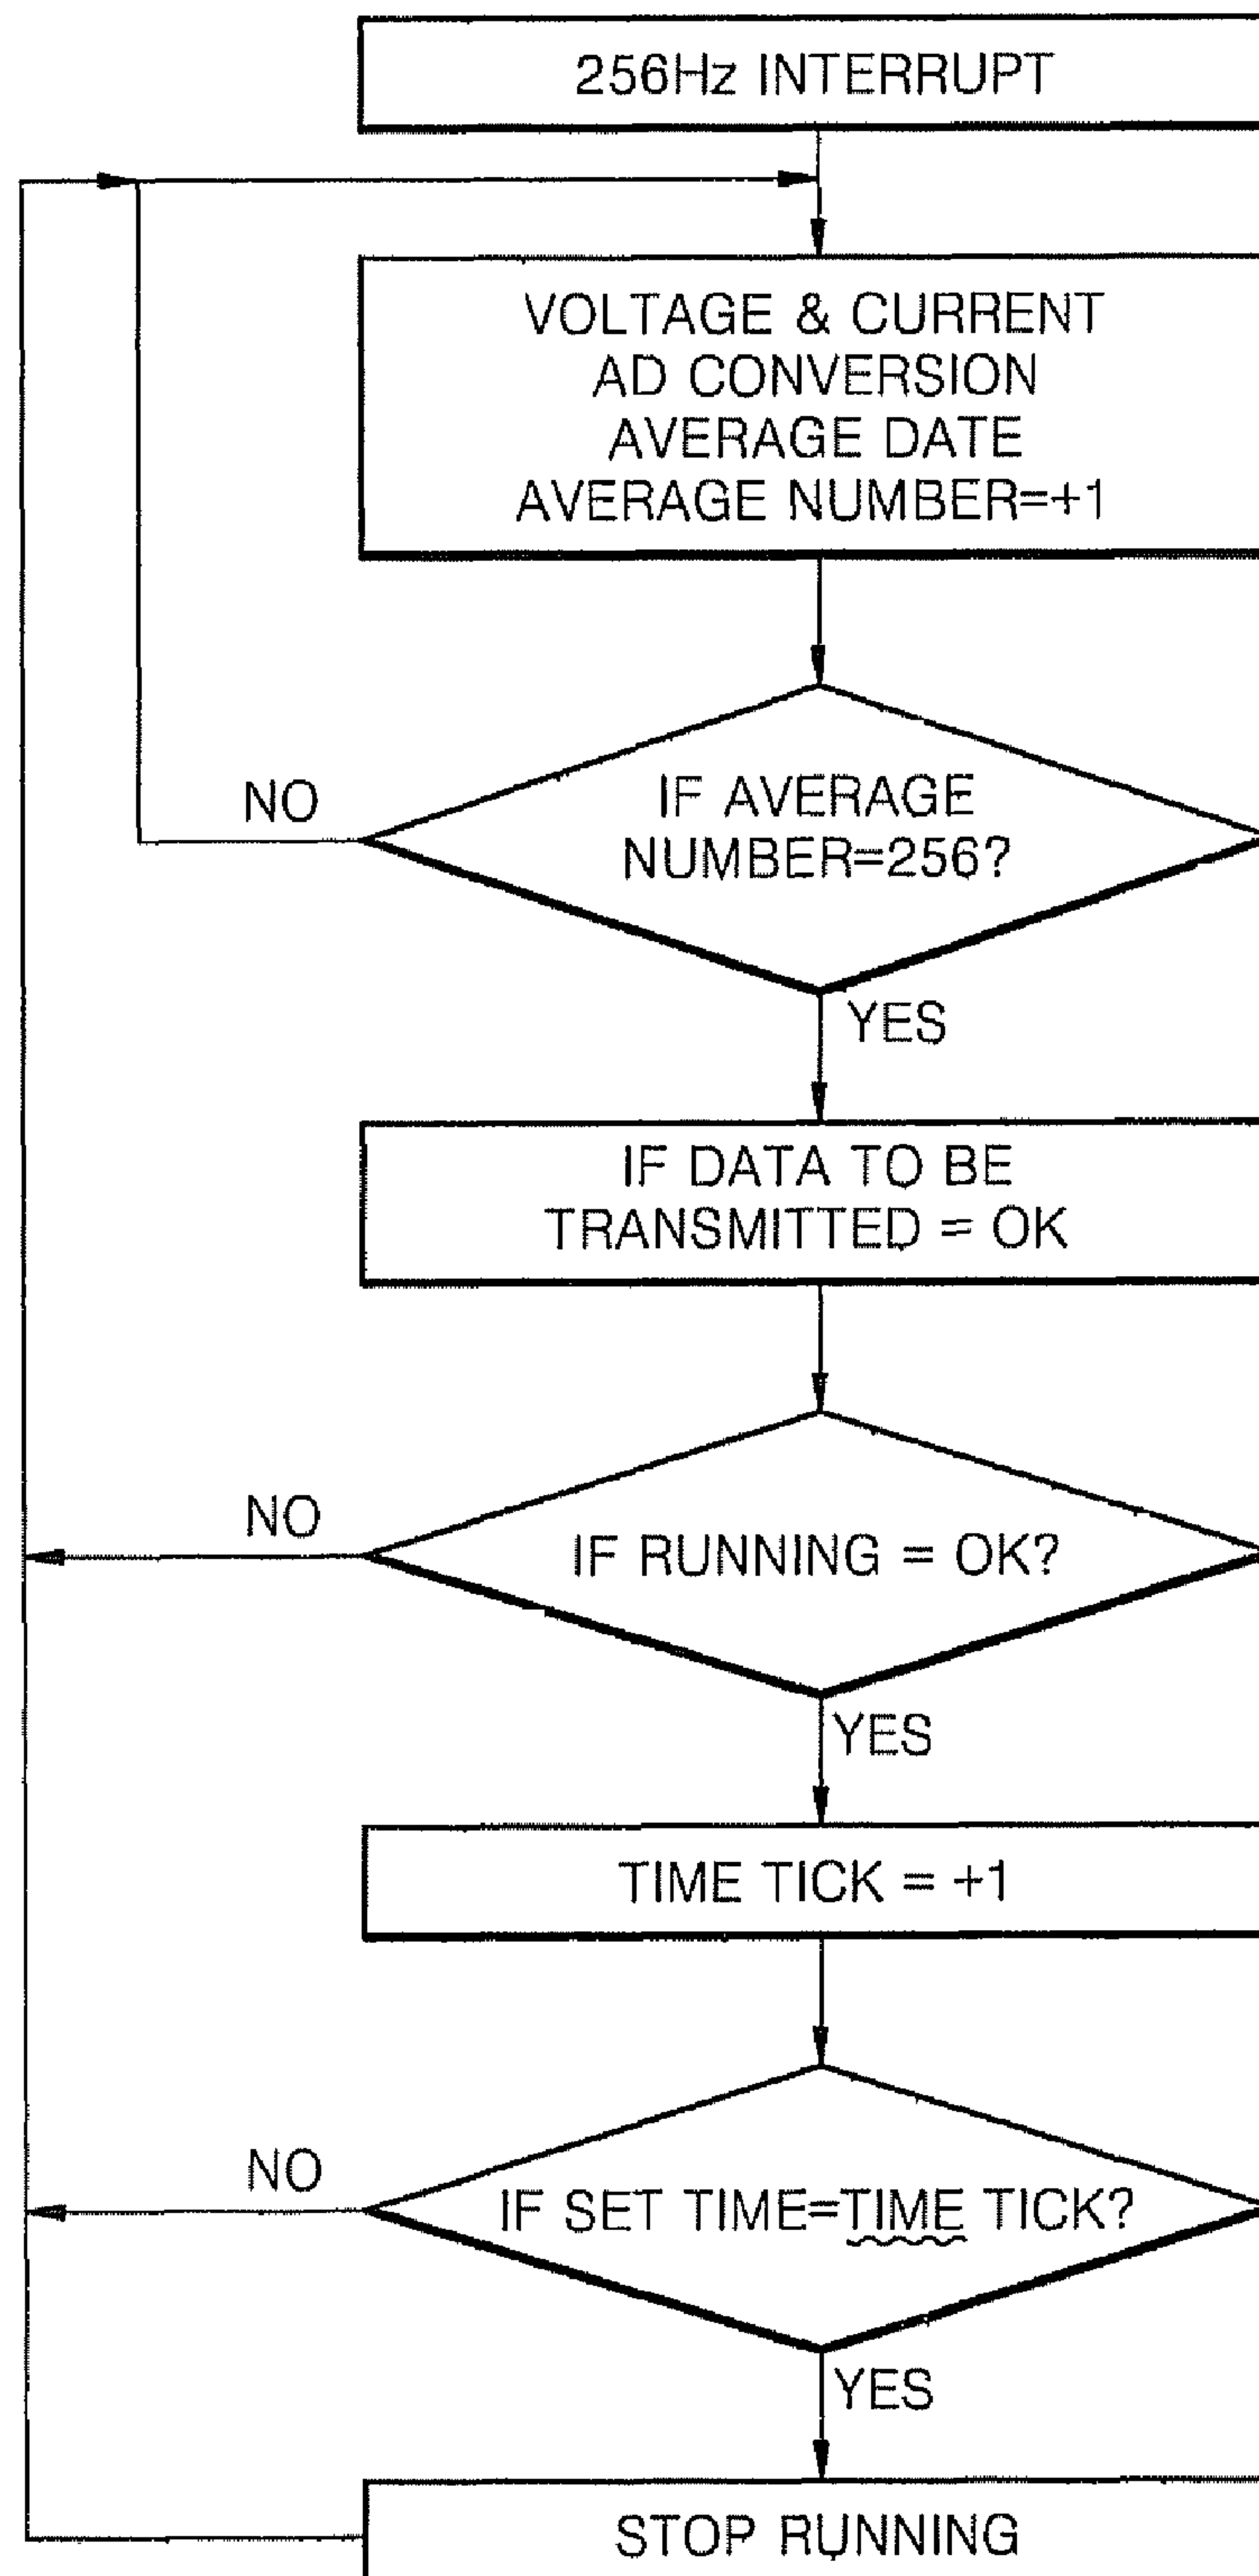 256Hz INTERRUPT
VOLTAGE & CURRENT
AD CONVERSION
AVERAGE DATE
AVERAGE NUMBER=+1
NO
IF AVERAGE
NUMBER=256?
YES
IF DATA TO BE
TRANSMITTED = OK
NO
IF RUNNING = OK?
YES
TIME TICK = +1
NO
IF SET TIME=TIME TICK?
YES
STOP RUNNING